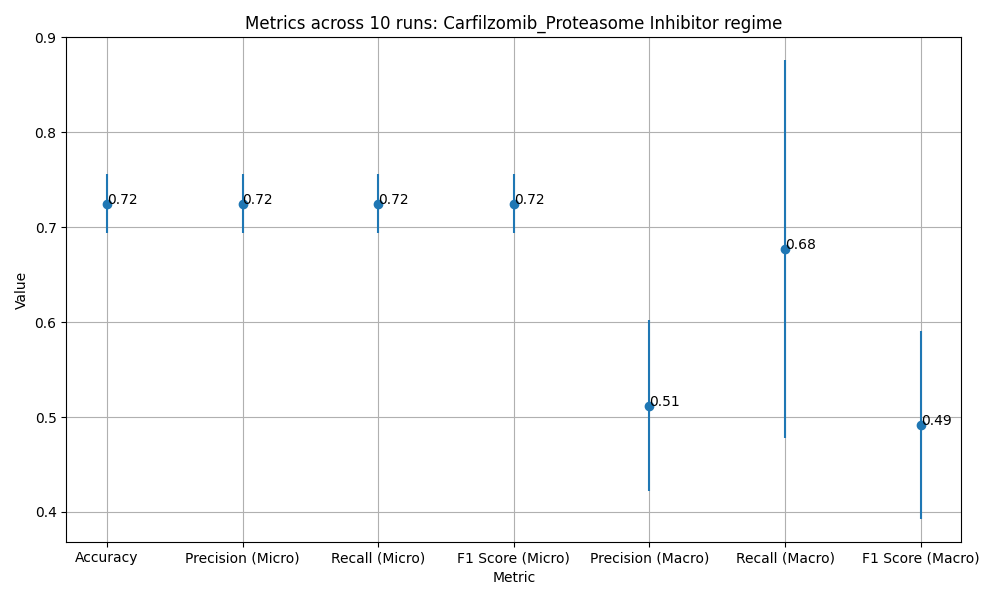 Metrics across 10 runs: Carfilzomib_Proteasome Inhibitor regime
Value
0.9
0.8
0.7
0.6
0.5
0.4
0.72
0.72
0.72
0.72
0.51
0.68
0.49
Accuracy
Precision (Micro)
Recall (Micro)
F1 Score (Micro)
Precision (Macro)
Recall (Macro)
F1 Score (Macro)
Metric